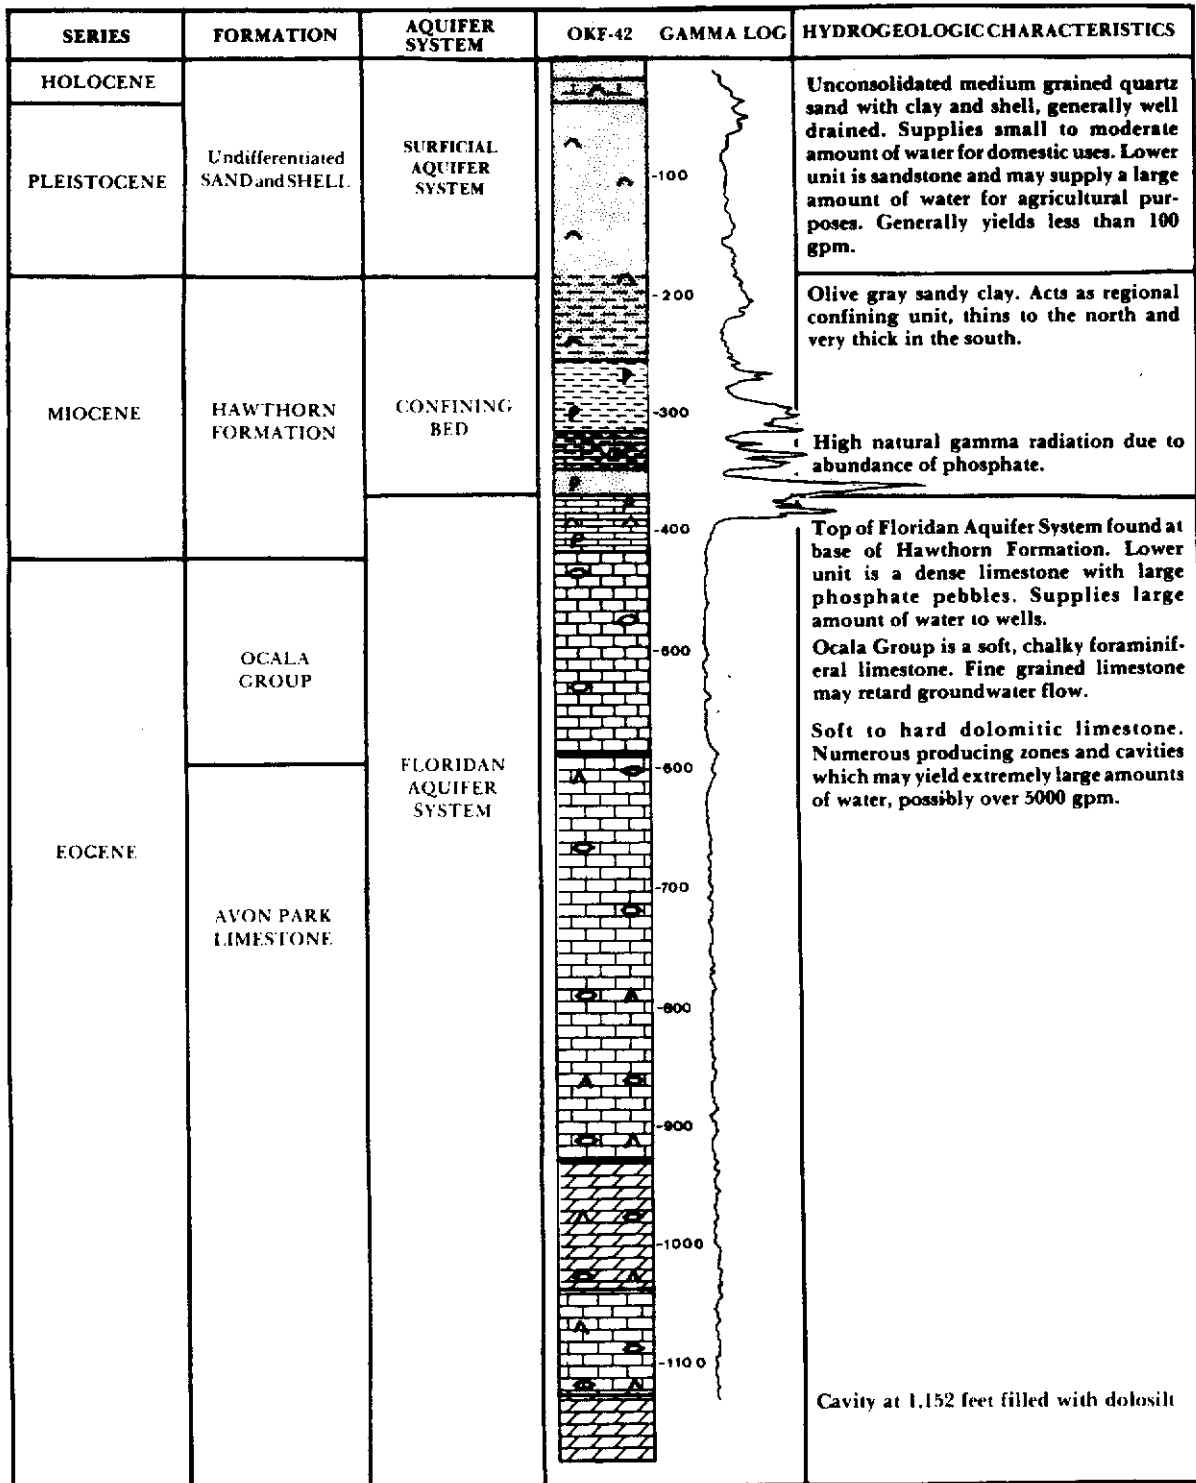 SERIES
FORMATION
AQUIFER
SYSTEM
OKF-42
GAMMA LOG
HYDROGEOLOGIC CHARACTERISTICS
HOLOCENE
PLEISTOCENE
Undifferentiated
SAND and SHELL
SURFICIAL
AQUIFER
SYSTEM
Unconsolidated medium grained quartz
sand with clay and shell, generally well
drained. Supplies small to moderate
amount of water for domestic uses. Lower
unit is sandstone and may supply a large
amount of water for agricultural pur-
poses. Generally yields less than 100
gpm.
MIOCENE
HAWTHORN
FORMATION
CONFINING
BED
Olive gray sandy clay. Acts as regional
confining unit, thins to the north and
very thick in the south.
High natural gamma radiation due to
abundance of phosphate.
EOCENE
OCALA
GROUP
AVON PARK
LIMESTONE
FLORIDAN
AQUIFER
SYSTEM
Top of Floridan Aquifer System found at
base of Hawthorn Formation. Lower
unit is a dense limestone with large
phosphate pebbles. Supplies large
amount of water to wells.
Ocala Group is a soft, chalky foraminif-
eral limestone. Fine grained limestone
may retard groundwater flow.
Soft to hard dolomitic limestone.
Numerous producing zones and cavities
which may yield extremely large amounts
of water, possibly over 5000 gpm.
Cavity at 1,152 feet filled with dolosilt
-100
-200
-300
-400
-500
-600
-700
-800
-900
-1000
-1100